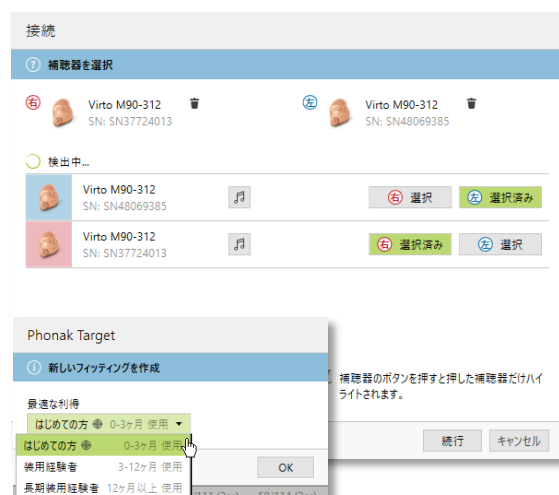 接続
? 補聴器を選択
右 Virto M90-312
SN: SN37724013
左 Virto M90-312
SN: SN48069385
検出中...
Virto M90-312
SN: SN48069385
右 選択
左 選択済み
Virto M90-312
SN: SN37724013
右 選択済み
左 選択
補聴器のボタンを押すと押した補聴器だけハイ
ライトされます。
続行
キャンセル
Phonak Target
i 新しいフィッティングを作成
最適な利得
はじめての方 0-3ヶ月 使用
はじめての方 0-3ヶ月 使用
装用経験者 3-12ヶ月 使用
長期装用経験者 12ヶ月以上 使用
OK